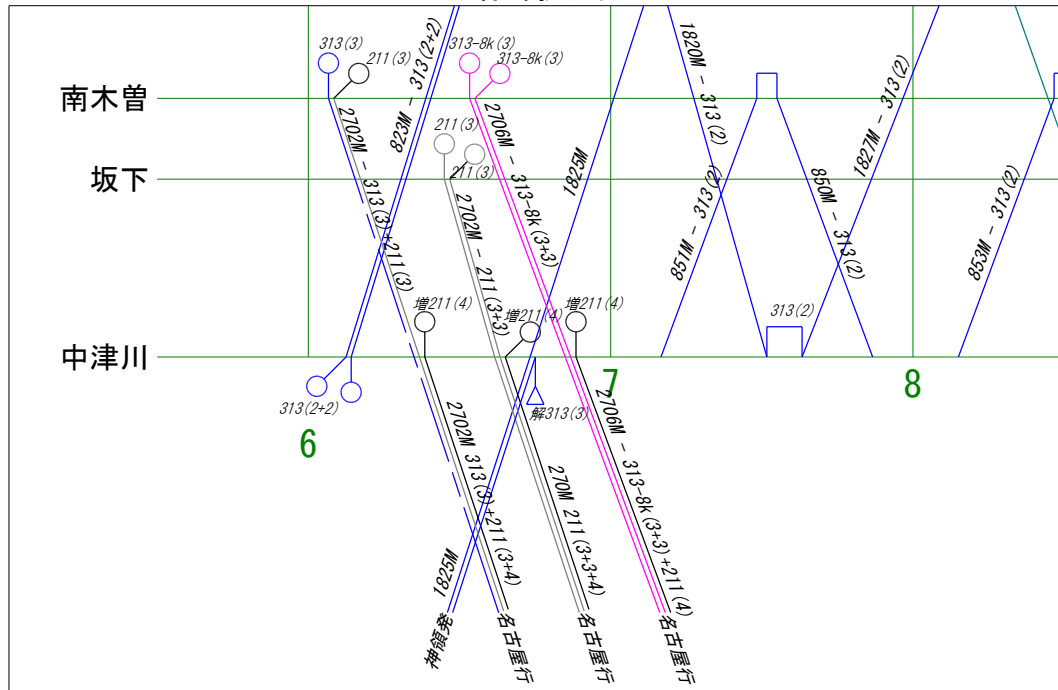 313(3)
211(3)
823M - 313(2+2)
313-8k(3)
313-8k(3)
1820M - 313(2)
1827M - 313(2)
南木曽
2702M - 313(3)+211(3)
211(3)
211(3)
2706M - 313-8k(3+3)
1825M
851M - 313(2)
850M - 313(2)
853M - 313(2)
坂下
2702M - 211(3+3)
増211(4)
増211(4)
増211(4)
313(2)
中津川
313(2+2)
解313(3)
6
7
8
2702M 313(3)+211(3+4)
270M 211(3+3+4)
2706M - 313-8k(3+3)+211(4)
1825M
神領発
名古屋行
名古屋行
名古屋行